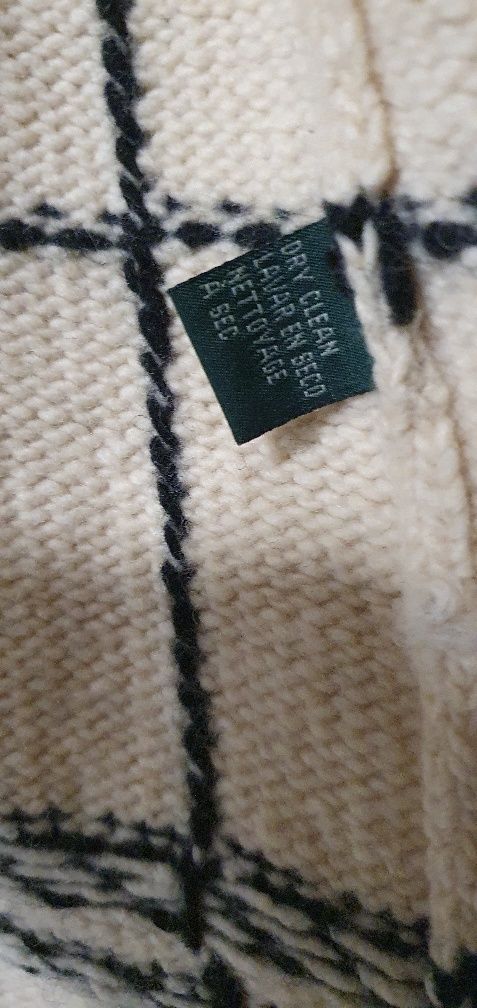 DRY CLEAN
LAVAR EN SECO
NETTOYAGE
À SEC